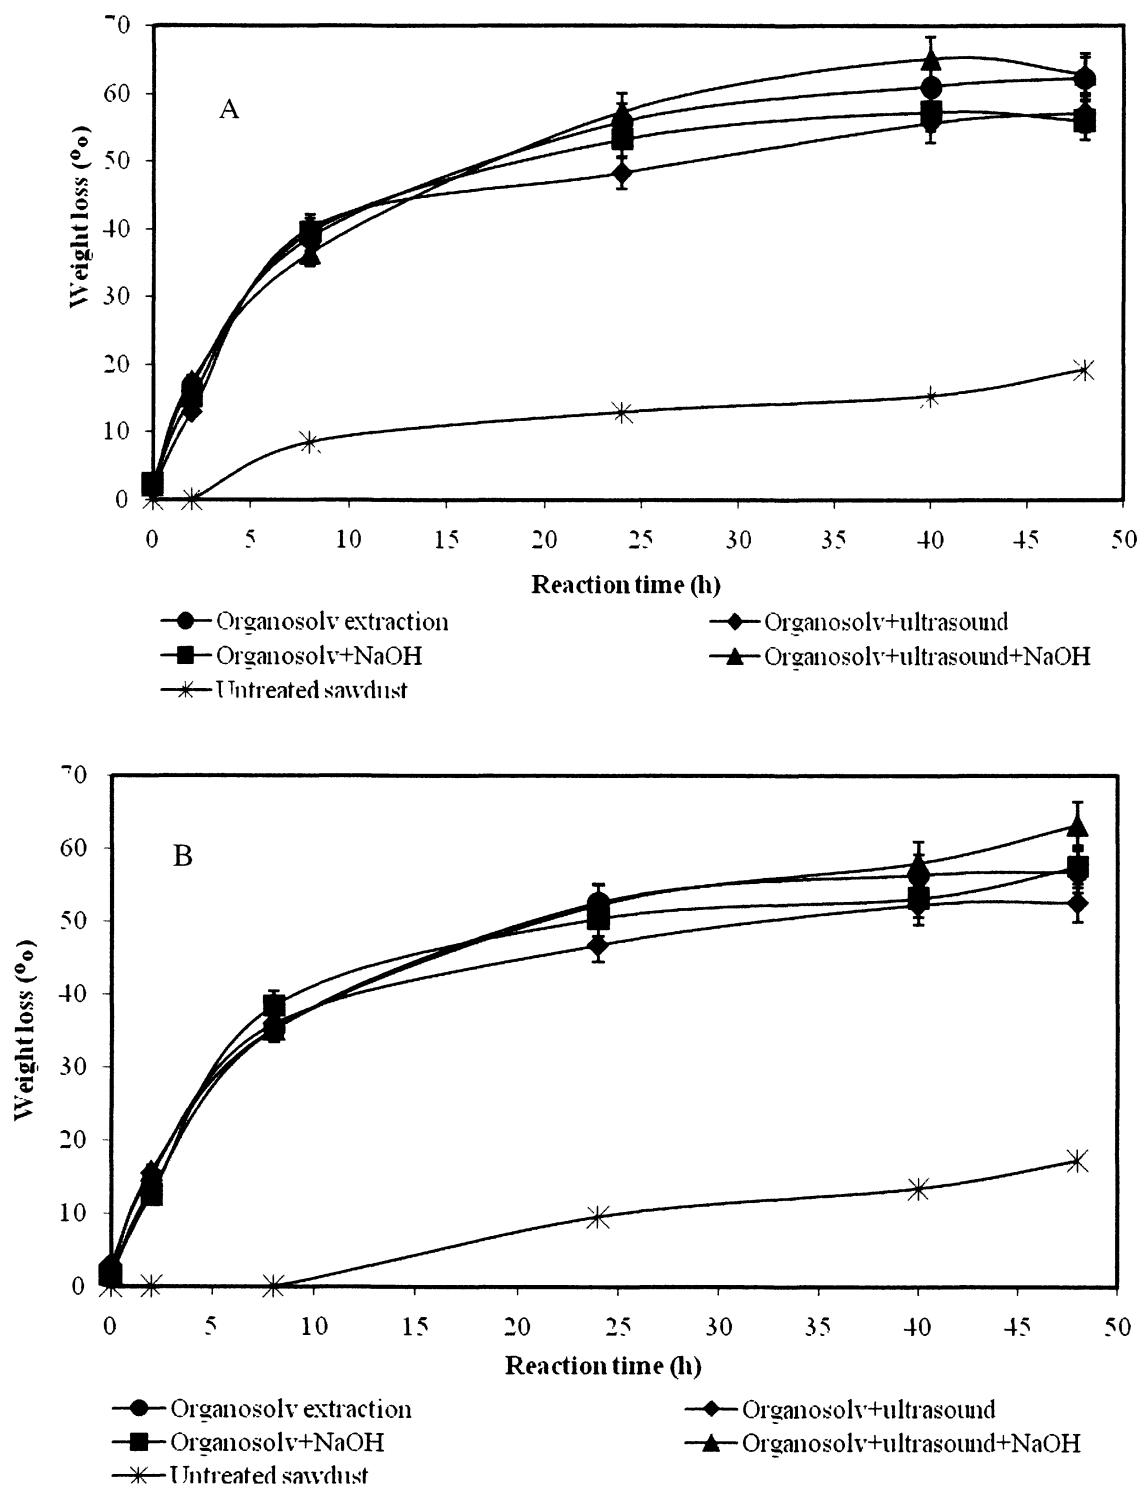 70
60
50
40
30
20
10
0
A
Weight loss (%)
0 5 10 15 20 25 30 35 40 45 50
Reaction time (h)
Organosolv extraction Organosolv+ultrasound
Organosolv+NaOH Organosolv+ultrasound+NaOH
Untreated sawdust
70
60
50
40
30
20
10
0
B
Weight loss (%)
0 5 10 15 20 25 30 35 40 45 50
Reaction time (h)
Organosolv extraction Organosolv+ultrasound
Organosolv+NaOH Organosolv+ultrasound+NaOH
Untreated sawdust